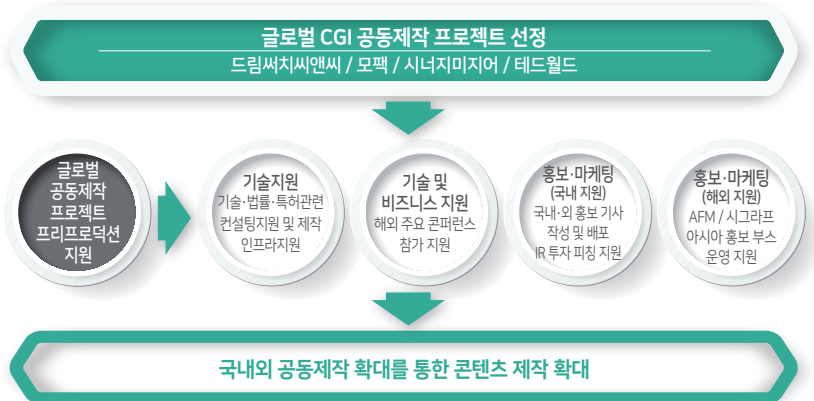 글로벌 CGI 공동제작 프로젝트 선정
드림써치씨앤씨 / 모팩 / 시너지미지어 / 테드월드
글로벌
공동제작
프로젝트
프리프로덕션
지원
기술지원
기술·법률·특허관련
컨설팅지원 및 제작
인프라지원
기술 및
비즈니스 지원
해외 주요 콘퍼런스
참가 지원
홍보·마케팅
(국내 지원)
국내·외 홍보 기사
작성 및 배포
IR 투자 피칭 지원
홍보·마케팅
(해외 지원)
AFM / 시그라프
아시아 홍보 부스
운영 지원
국내외 공동제작 확대를 통한 콘텐츠 제작 확대